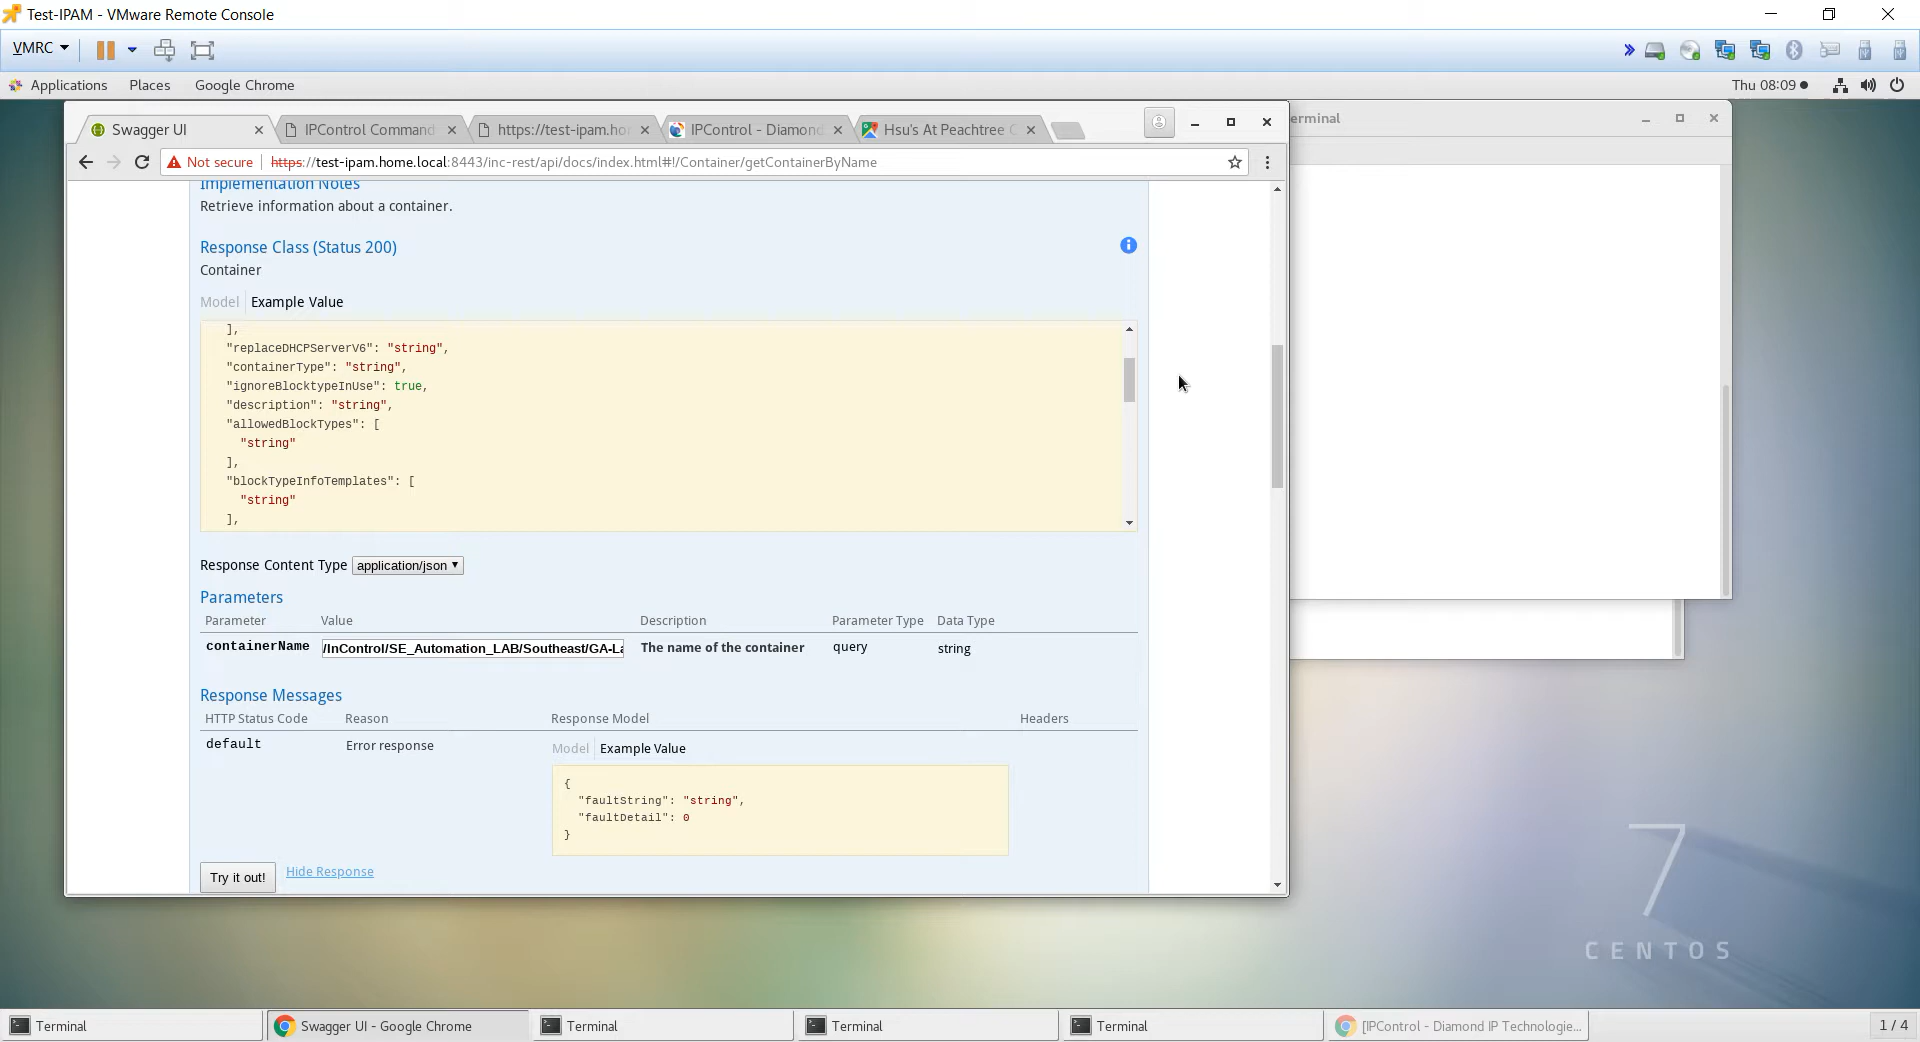 Test-IPAM - VMware Remote Console
VMRC
Applications Places Google Chrome Thu 08:09
Swagger UI
IPControl Command
https://test-ipam.ho
IPControl - Diamond
Hsu's At Peachtree C
erminal
Not secure https://test-ipam.home.local:8443/inc-rest/api/docs/index.html#!/Container/getContainerByName
Implementation Notes
Retrieve information about a container.
Response Class (Status 200)
Container
Model Example Value
],
"replaceDHCPServerV6": "string",
"containerType": "string",
"ignoreBlocktypeInUse": true,
"description": "string",
"allowedBlockTypes": [
"string"
],
"blockTypeInfoTemplates": [
"string"
],
Response Content Type application/json
Parameters
Parameter Value Description Parameter Type Data Type
containerName /InControl/SE_Automation_LAB/Southeast/GA-La The name of the container query string
Response Messages
HTTP Status Code Reason Response Model Headers
default Error response Model Example Value
{
"faultString": "string",
"faultDetail": 0
}
Try it out! Hide Response
7
CENTOS
Terminal
Swagger UI - Google Chrome
Terminal
Terminal
Terminal
[IPControl - Diamond IP Technologie...
1 / 4